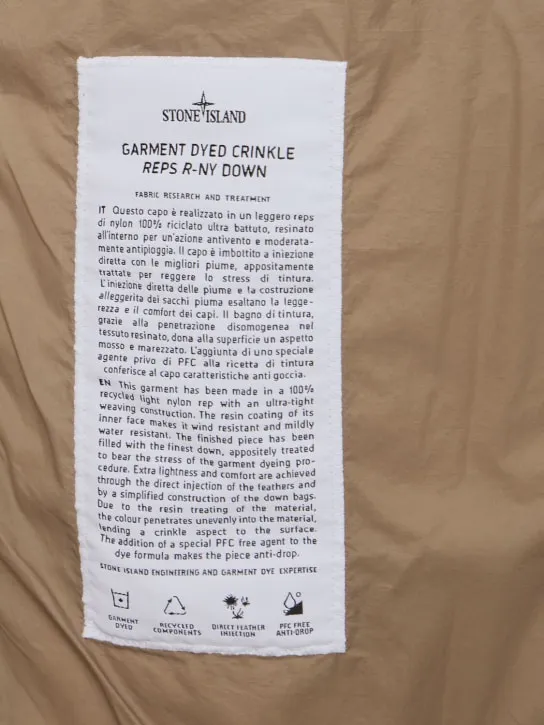 STONE ISLAND
GARMENT DYED CRINKLE
REPS R-NY DOWN
FABRIC RESEARCH AND TREATMENT
IT Questo capo è realizzato in un leggero reps
di nylon 100% riciclato ultra battuto, resinato
all'interno per un'azione antivento e moderata-
mente antipioggia. Il capo è imbottito a iniezione
diretta con le migliori piume, appositamente
trattate per reggere lo stress di tintura.
L'iniezione diretta delle piume e la costruzione
alleggerita dei sacchi piuma esaltano la legge-
rezza e il comfort dei capi. Il bagno di tintura,
grazie alla penetrazione disomogenea nel
tessuto resinato, dona alla superficie un aspetto
mosso e marezzato. L'aggiunta di uno speciale
agente privo di PFC alla ricetta di tintura
conferisce al capo caratteristiche anti goccia.
EN This garment has been made in a 100%
recycled light nylon rep with an ultra-tight
weaving construction. The resin coating of its
inner face makes it wind resistant and mildly
water resistant. The finished piece has been
filled with the finest down, appositely treated
to bear the stress of the garment dyeing pro-
cedure. Extra lightness and comfort are achieved
through the direct injection of the feathers and
by a simplified construction of the down bags.
Due to the resin treating of the material,
the colour penetrates unevenly into the material,
lending a crinkle aspect to the surface.
The addition of a special PFC free agent to the
dye formula makes the piece anti-drop.
STONE ISLAND ENGINEERING AND GARMENT DYE EXPERTISE
GARMENT DYED
RECYCLED COMPONENTS
DIRECT FEATHER INJECTION
PFC FREE ANTI-DROP